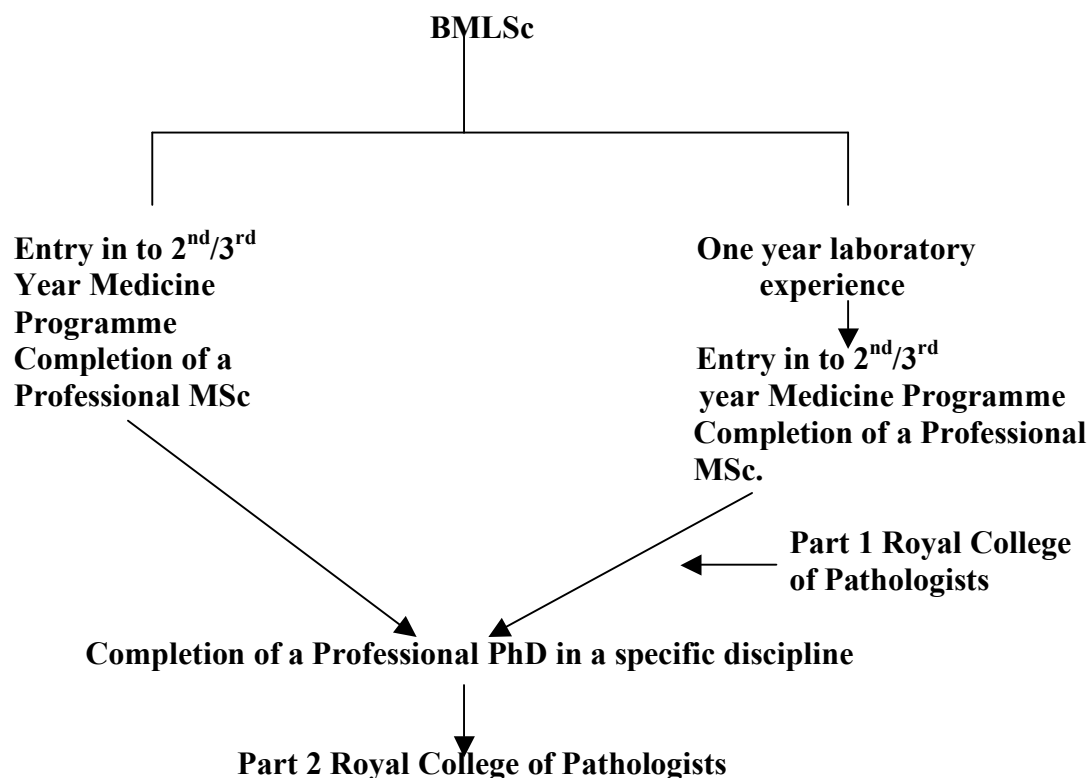 BMLSc
Entry in to 2nd/3rd
Year Medicine
Programme
Completion of a
Professional MSc
One year laboratory
experience
Entry in to 2nd/3rd
year Medicine Programme
Completion of a Professional
MSc.
Part 1 Royal College
of Pathologists
Completion of a Professional PhD in a specific discipline
Part 2 Royal College of Pathologists